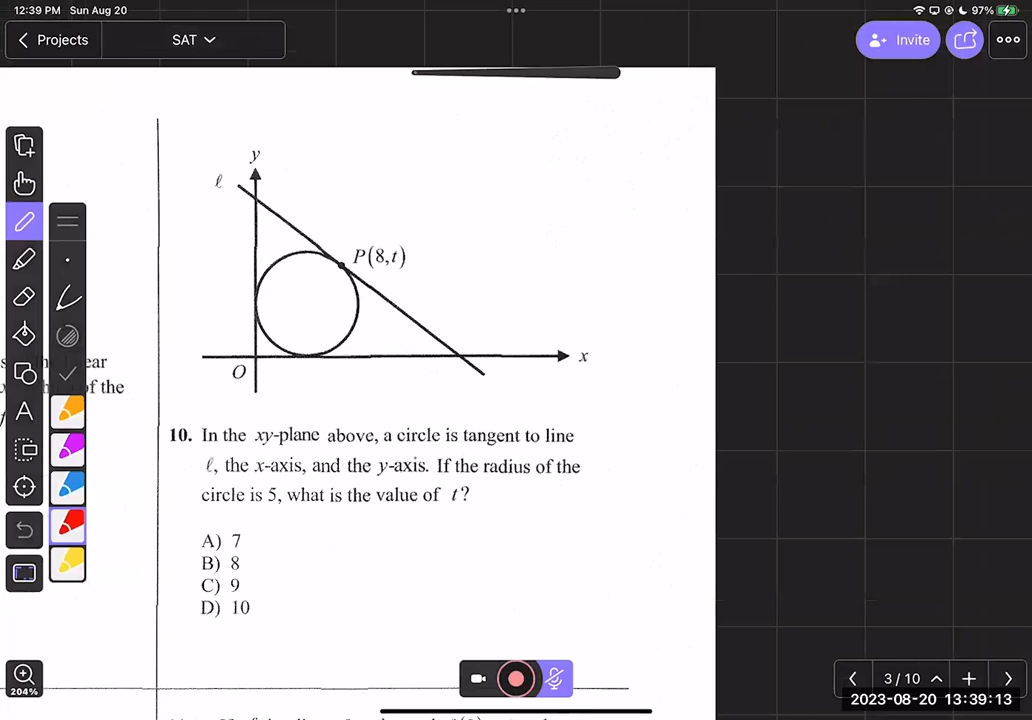 12:39 PM Sun Aug 20
97%
Projects
SAT
Invite
y
ℓ
P(8,t)
x
O
ear
of the
10. In the xy-plane above, a circle is tangent to line
ℓ, the x-axis, and the y-axis. If the radius of the
circle is 5, what is the value of t?
A) 7
B) 8
C) 9
D) 10
204%
3 / 10
2023-08-20 13:39:13